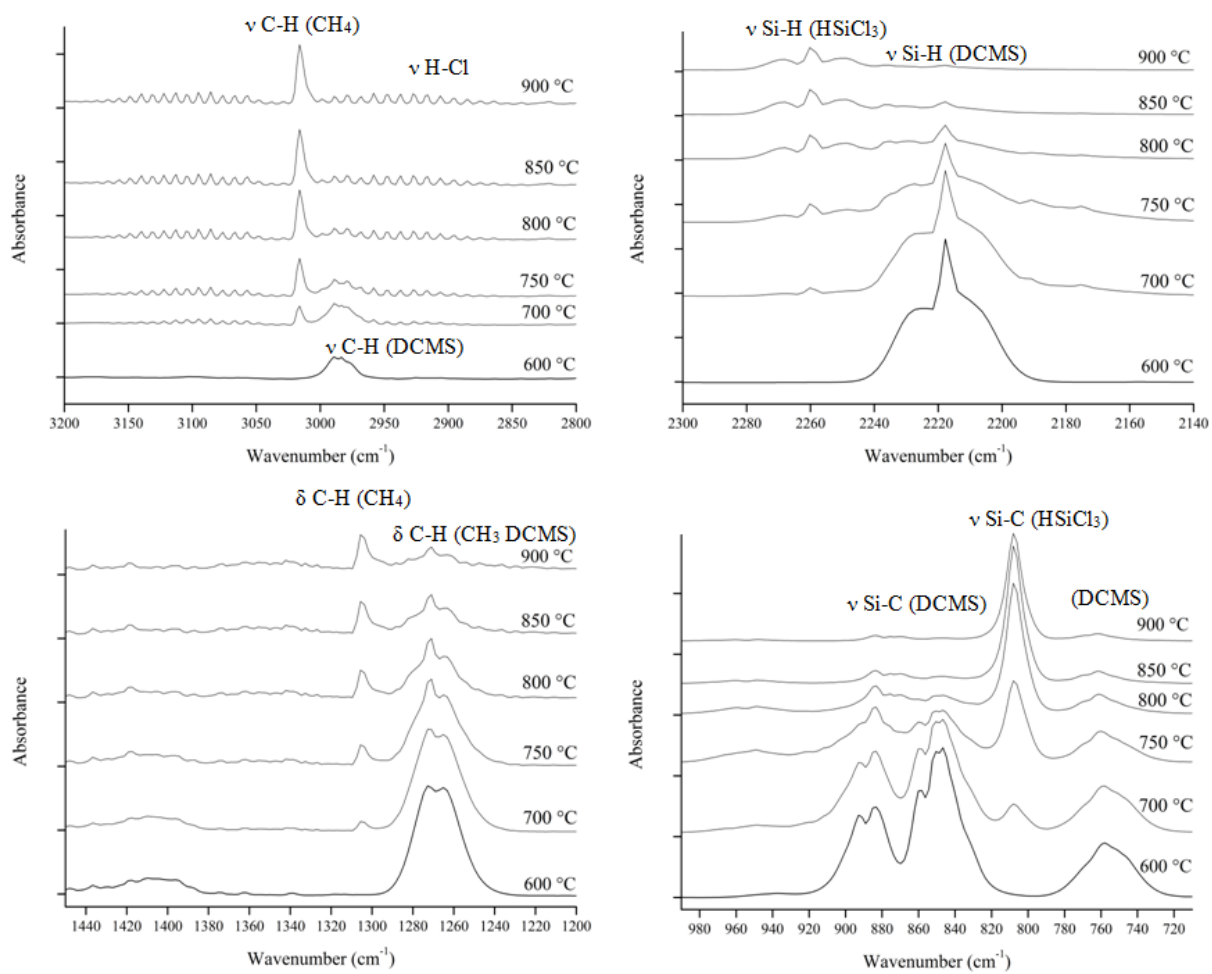 ν C-H (CH₄)
ν H-Cl
900 °C
850 °C
800 °C
750 °C
700 °C
ν C-H (DCMS)
600 °C
Absorbance
3200 3150 3100 3050 3000 2950 2900 2850 2800
Wavenumber (cm⁻¹)
ν Si-H (HSiCl₃)
ν Si-H (DCMS)
900 °C
850 °C
800 °C
750 °C
700 °C
600 °C
Absorbance
2300 2280 2260 2240 2220 2200 2180 2160 2140
Wavenumber (cm⁻¹)
δ C-H (CH₄)
δ C-H (CH₃ DCMS)
900 °C
850 °C
800 °C
750 °C
700 °C
600 °C
Absorbance
1440 1400 1360 1320 1280 1260 1240 1220 1200
Wavenumber (cm⁻¹)
ν Si-C (HSiCl₃)
ν Si-C (DCMS)
(DCMS)
900 °C
850 °C
800 °C
750 °C
700 °C
600 °C
Absorbance
980 960 940 920 900 880 860 840 820 800 780 760 740 720
Wavenumber (cm⁻¹)